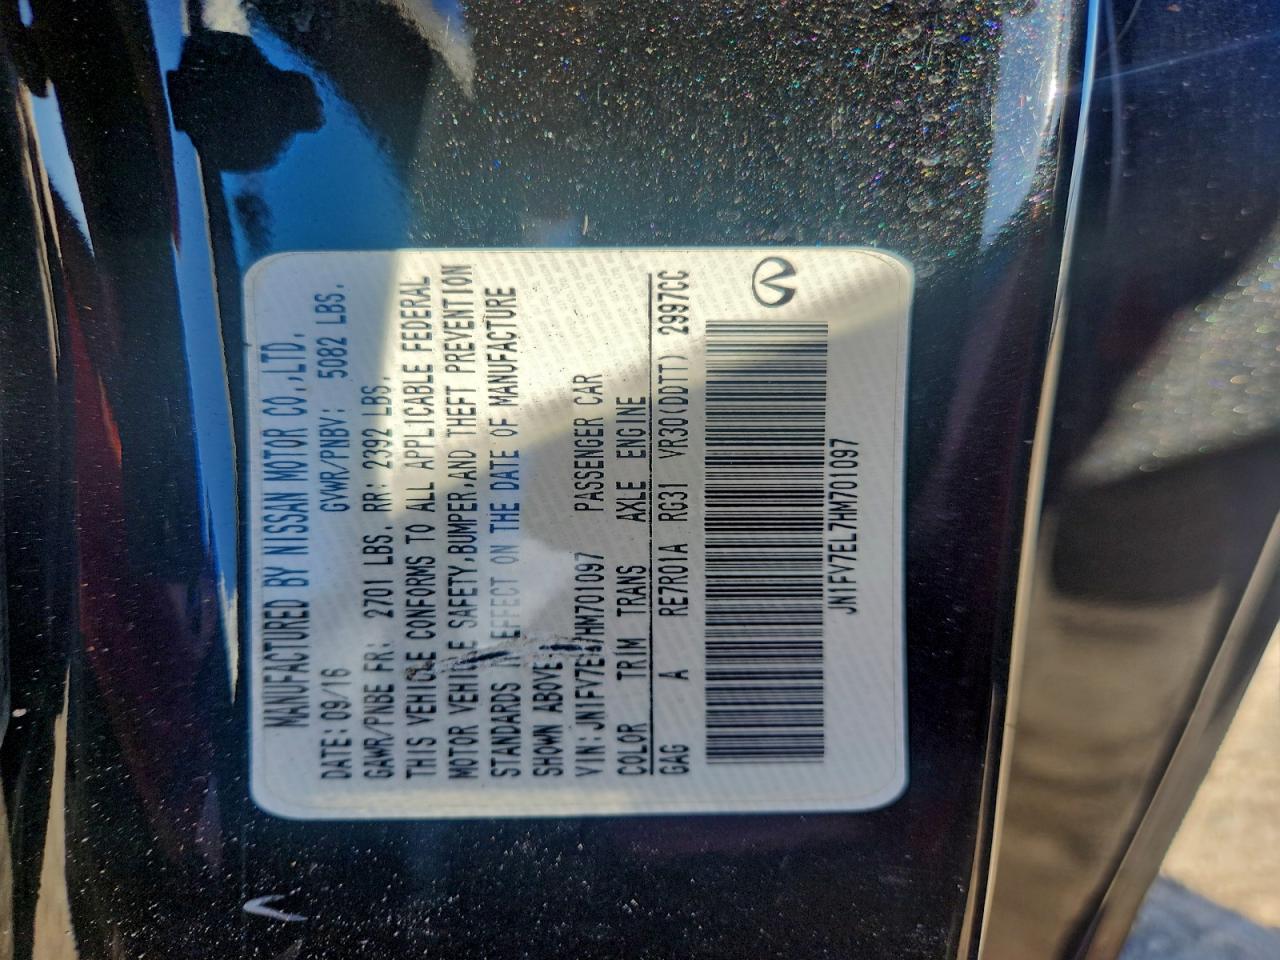 MANUFACTURED BY NISSAN MOTOR CO.,LTD.
DATE:09/16 GVWR/PNBV: 5082 LBS.
GAWR/PNBE FR: 2701 LBS. RR: 2392 LBS.
THIS VEHICLE CONFORMS TO ALL APPLICABLE FEDERAL
MOTOR VEHICLE SAFETY,BUMPER,AND THEFT PREVENTION
STANDARDS IN EFFECT ON THE DATE OF MANUFACTURE
SHOWN ABOVE.
VIN:JN1FV7EL7HM701097 PASSENGER CAR
COLOR TRIM TRANS AXLE ENGINE
GAG A RE7R01A RG31 VR30(DDTT) 2997CC
JN1FV7EL7HM701097